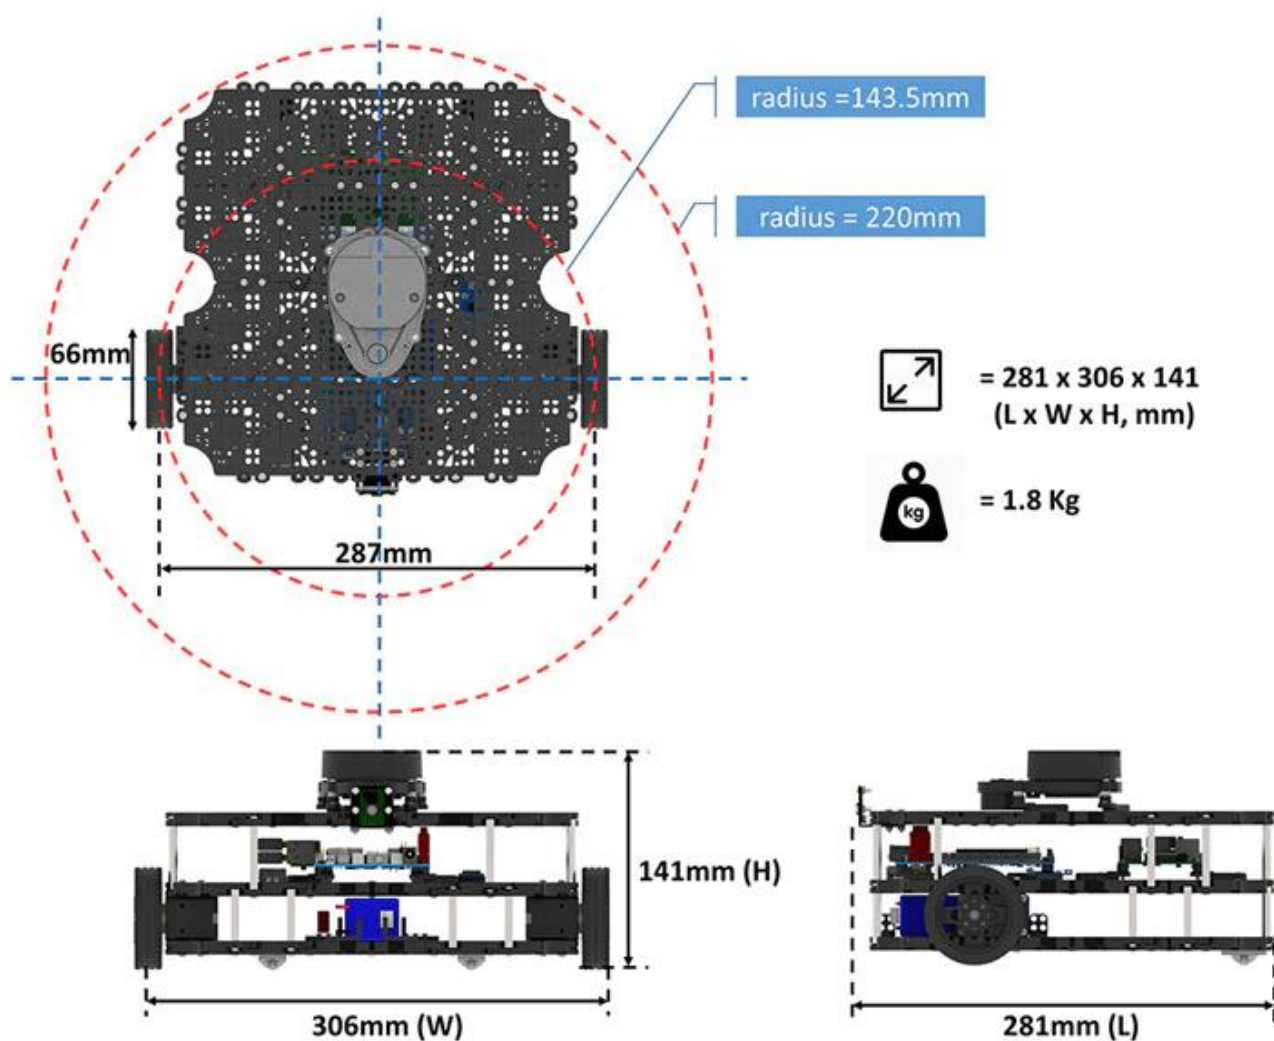 radius =143.5mm
radius = 220mm
66mm
= 281 x 306 x 141
(L x W x H, mm)
kg
= 1.8 Kg
287mm
141mm (H)
306mm (W)
281mm (L)